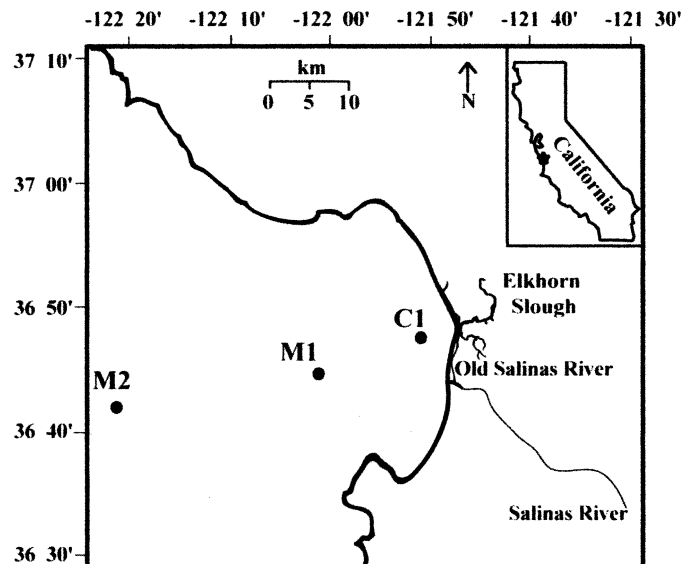 -122 20' -122 10' -122 00' -121 50' -121 40' -121 30'
37 10'
km
0 5 10
N
California
37 00'
Elkhorn
Slough
36 50'
C1
M1
Old Salinas River
M2
36 40'
Salinas River
36 30'